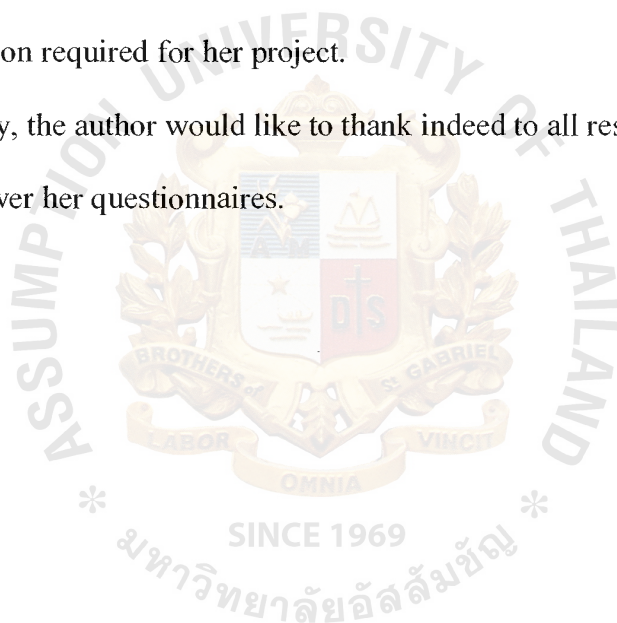 on required for her project.
y, the author would like to thank indeed to all res
ver her questionnaires.
ASSUMPTION UNIVERSITY OF THAILAND
A M
D S
BROTHERS of St GABRIEL
LABOR
OMNIA
VINCIT
SINCE 1969
* มหาวิทยาลัยอัสสัมชัญ *